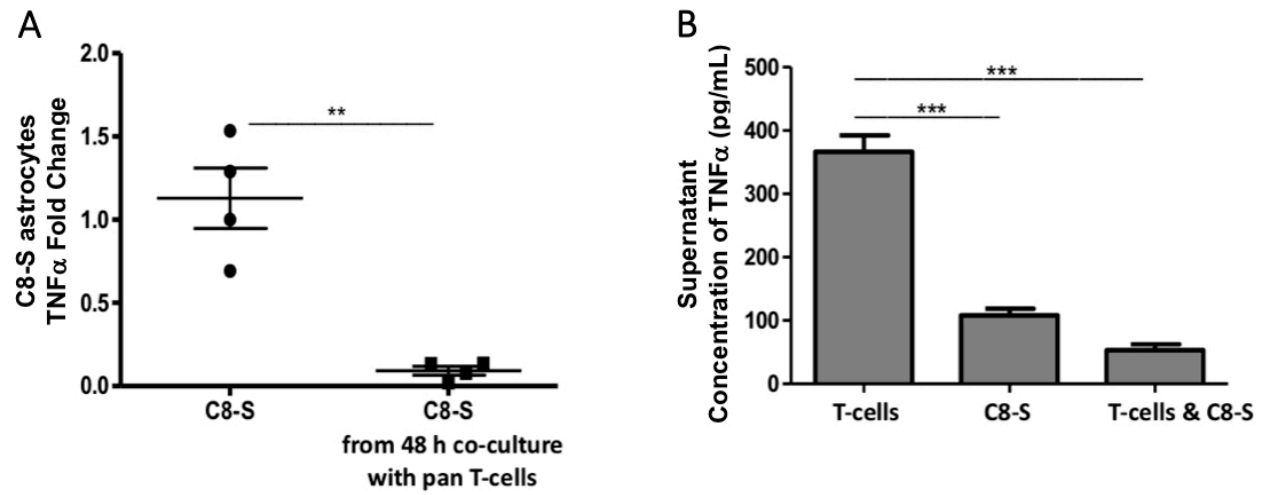 A
C8-S astrocytes
TNFα Fold Change
2.0
1.5
1.0
0.5
0.0
**
C8-S
C8-S
from 48 h co-culture
with pan T-cells
B
Supernatant
Concentration of TNFα (pg/mL)
500
400
300
200
100
0
***
***
T-cells
C8-S
T-cells & C8-S